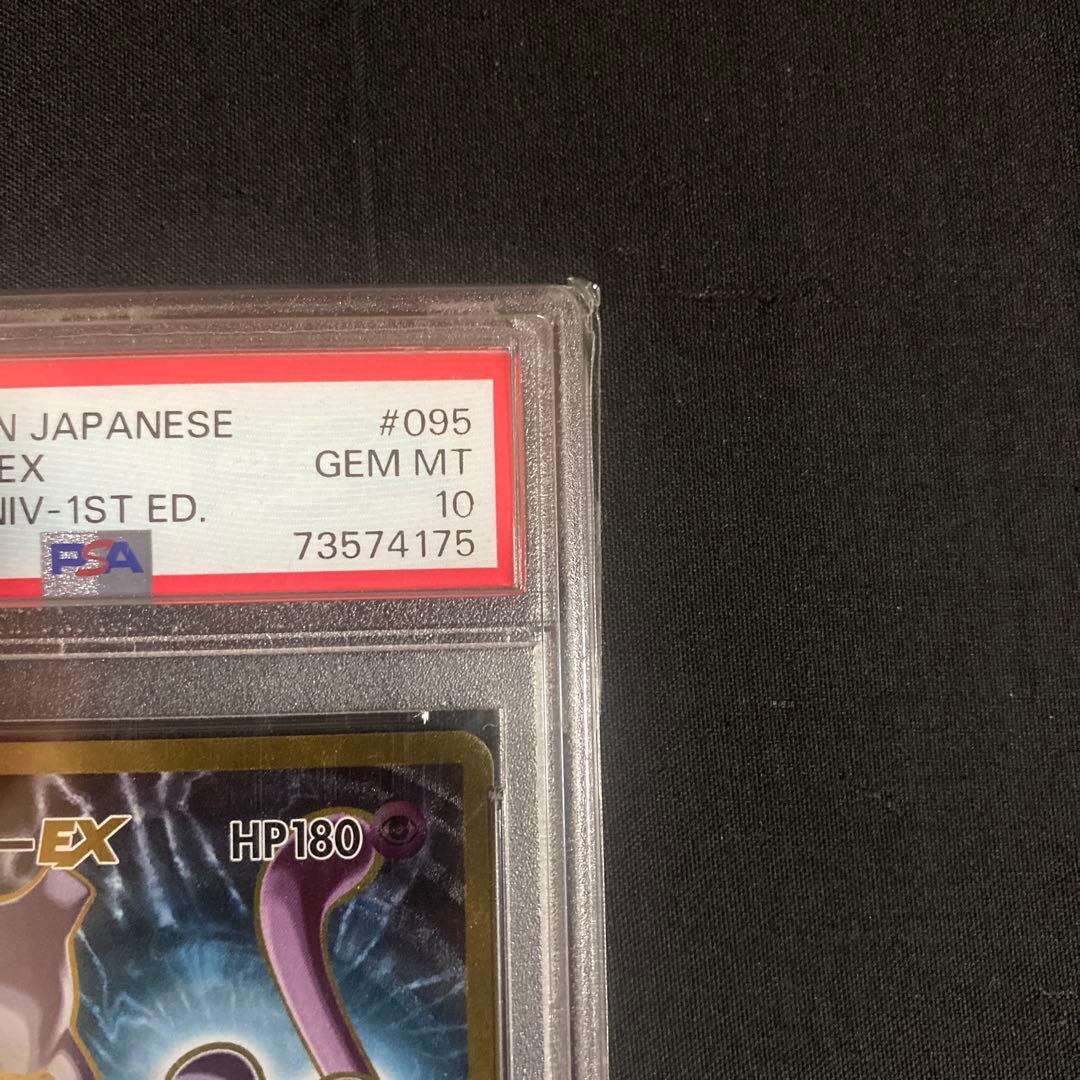 N JAPANESE #095
EX GEM MT
NIV-1ST ED. 10
73574175
PSA
-EX HP180